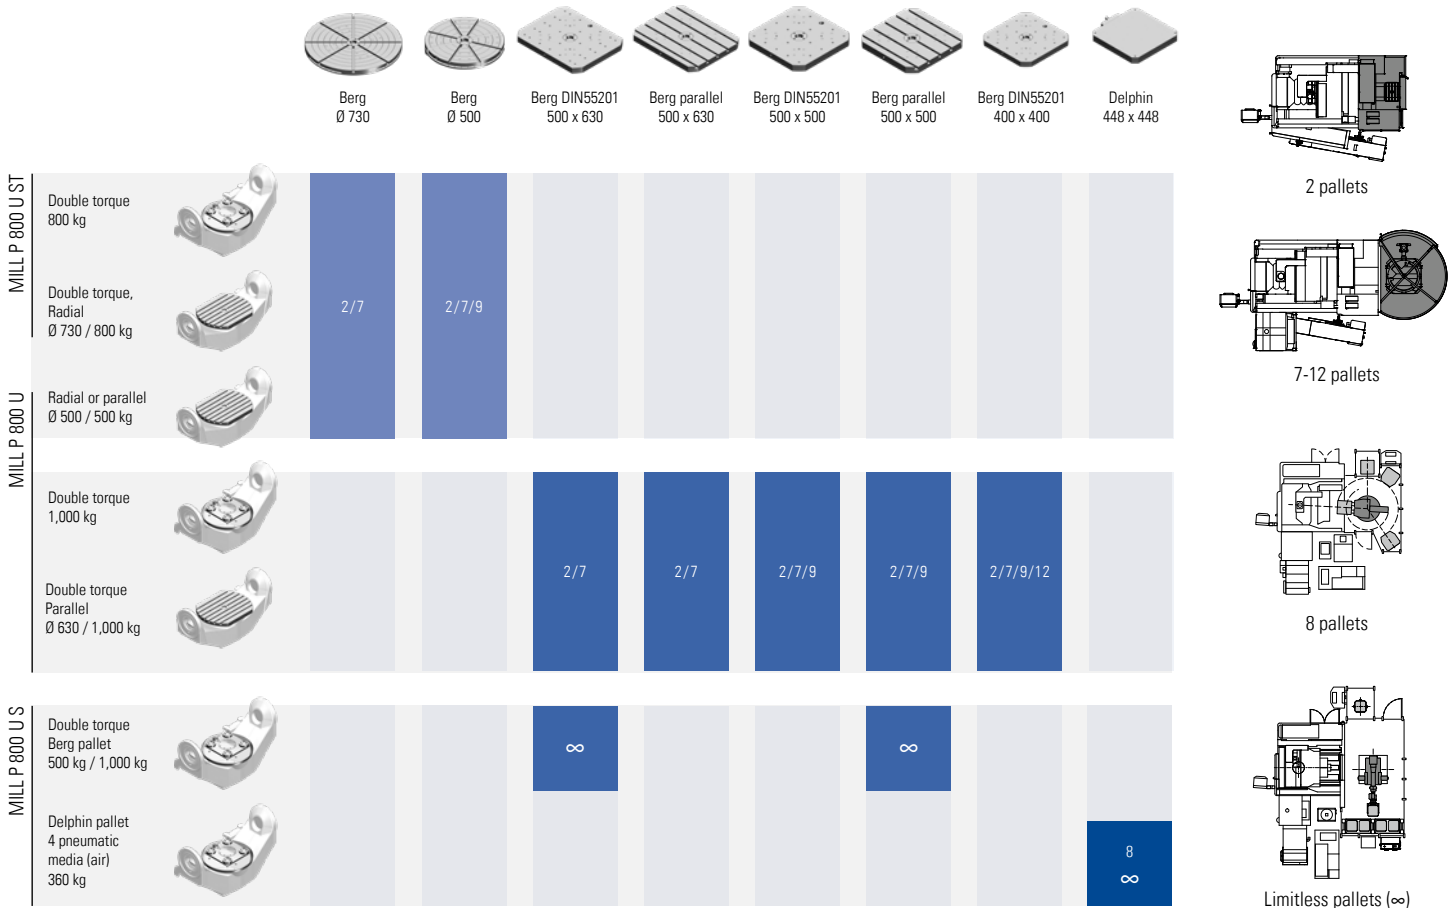 Berg
Ø 730
Berg
Ø 500
Berg DIN55201
500 x 630
Berg parallel
500 x 630
Berg DIN55201
500 x 500
Berg parallel
500 x 500
Berg DIN55201
400 x 400
Delphin
448 x 448
2 pallets
7-12 pallets
8 pallets
Limitless pallets (∞)
MILL P 800 U ST
Double torque
800 kg
Double torque,
Radial
Ø 730 / 800 kg
2/7
2/7/9
MILL P 800 U
Radial or parallel
Ø 500 / 500 kg
Double torque
1,000 kg
Double torque
Parallel
Ø 630 / 1,000 kg
2/7
2/7
2/7/9
2/7/9
2/7/9/12
MILL P 800 U S
Double torque
Berg pallet
500 kg / 1,000 kg
∞
∞
Delphin pallet
4 pneumatic
media (air)
360 kg
8
∞